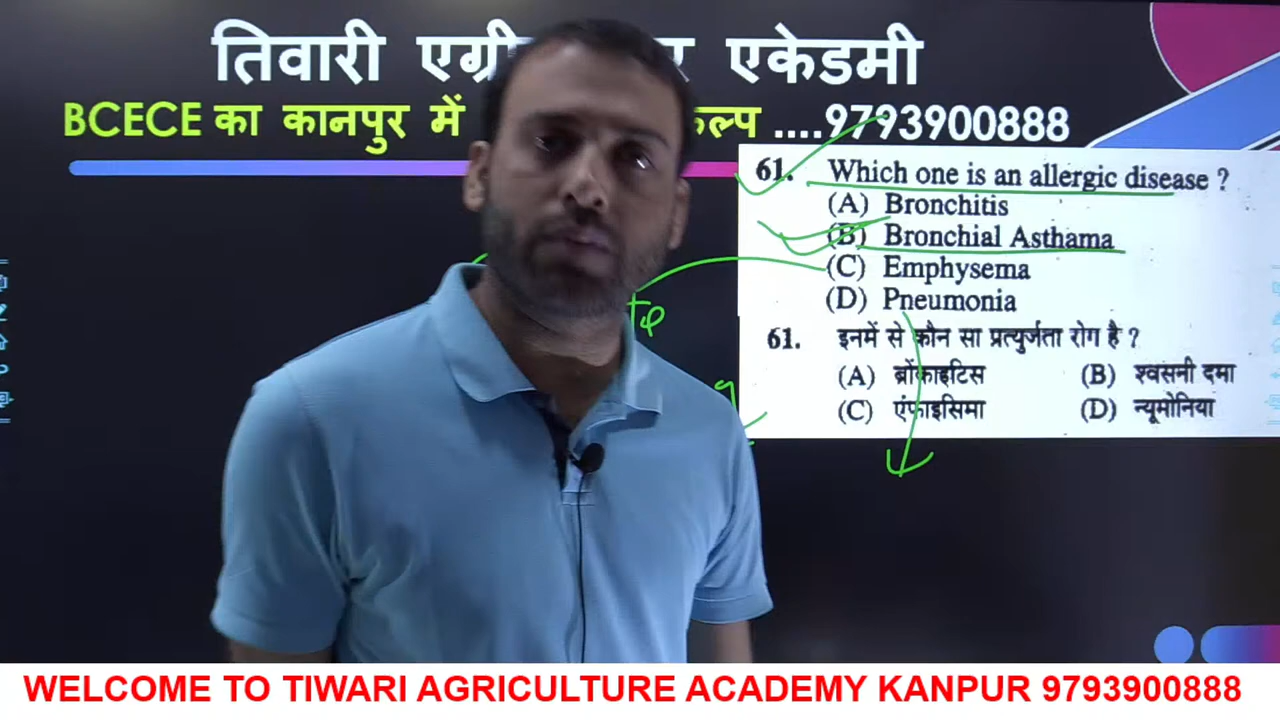 तिवारी एग्री एकेडमी
BCECE का कानपुर में ....9793900888
61. Which one is an allergic disease ?
(A) Bronchitis
(B) Bronchial Asthama
(C) Emphysema
(D) Pneumonia
61. इनमें से कौन सा प्रत्युर्जता रोग है ?
(A) ब्रोंकाइटिस (B) श्वसनी दमा
(C) एंफाइसिमा (D) न्यूमोनिया
WELCOME TO TIWARI AGRICULTURE ACADEMY KANPUR 9793900888